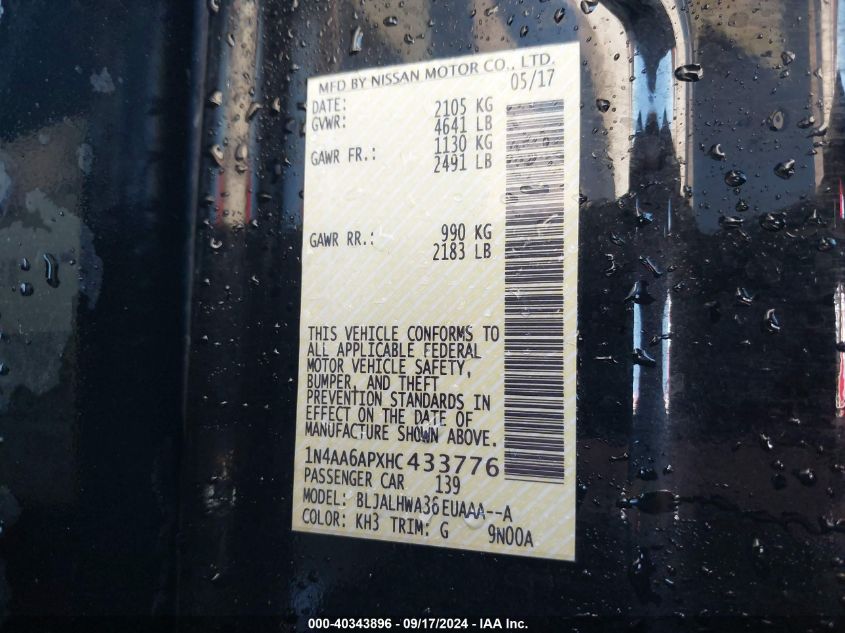 MFD BY NISSAN MOTOR CO., LTD.
DATE: 05/17
GVWR: 2105 KG
4641 LB
GAWR FR.: 1130 KG
2491 LB
GAWR RR.: 990 KG
2183 LB
THIS VEHICLE CONFORMS TO
ALL APPLICABLE FEDERAL
MOTOR VEHICLE SAFETY,
BUMPER, AND THEFT
PREVENTION STANDARDS IN
EFFECT ON THE DATE OF
MANUFACTURE SHOWN ABOVE.
1N4AA6APXHC433776
PASSENGER CAR 139
MODEL: BLJALHWA36EUAAA--A
COLOR: KH3 TRIM: G 9N00A
000-40343896 - 09/17/2024 - IAA Inc.